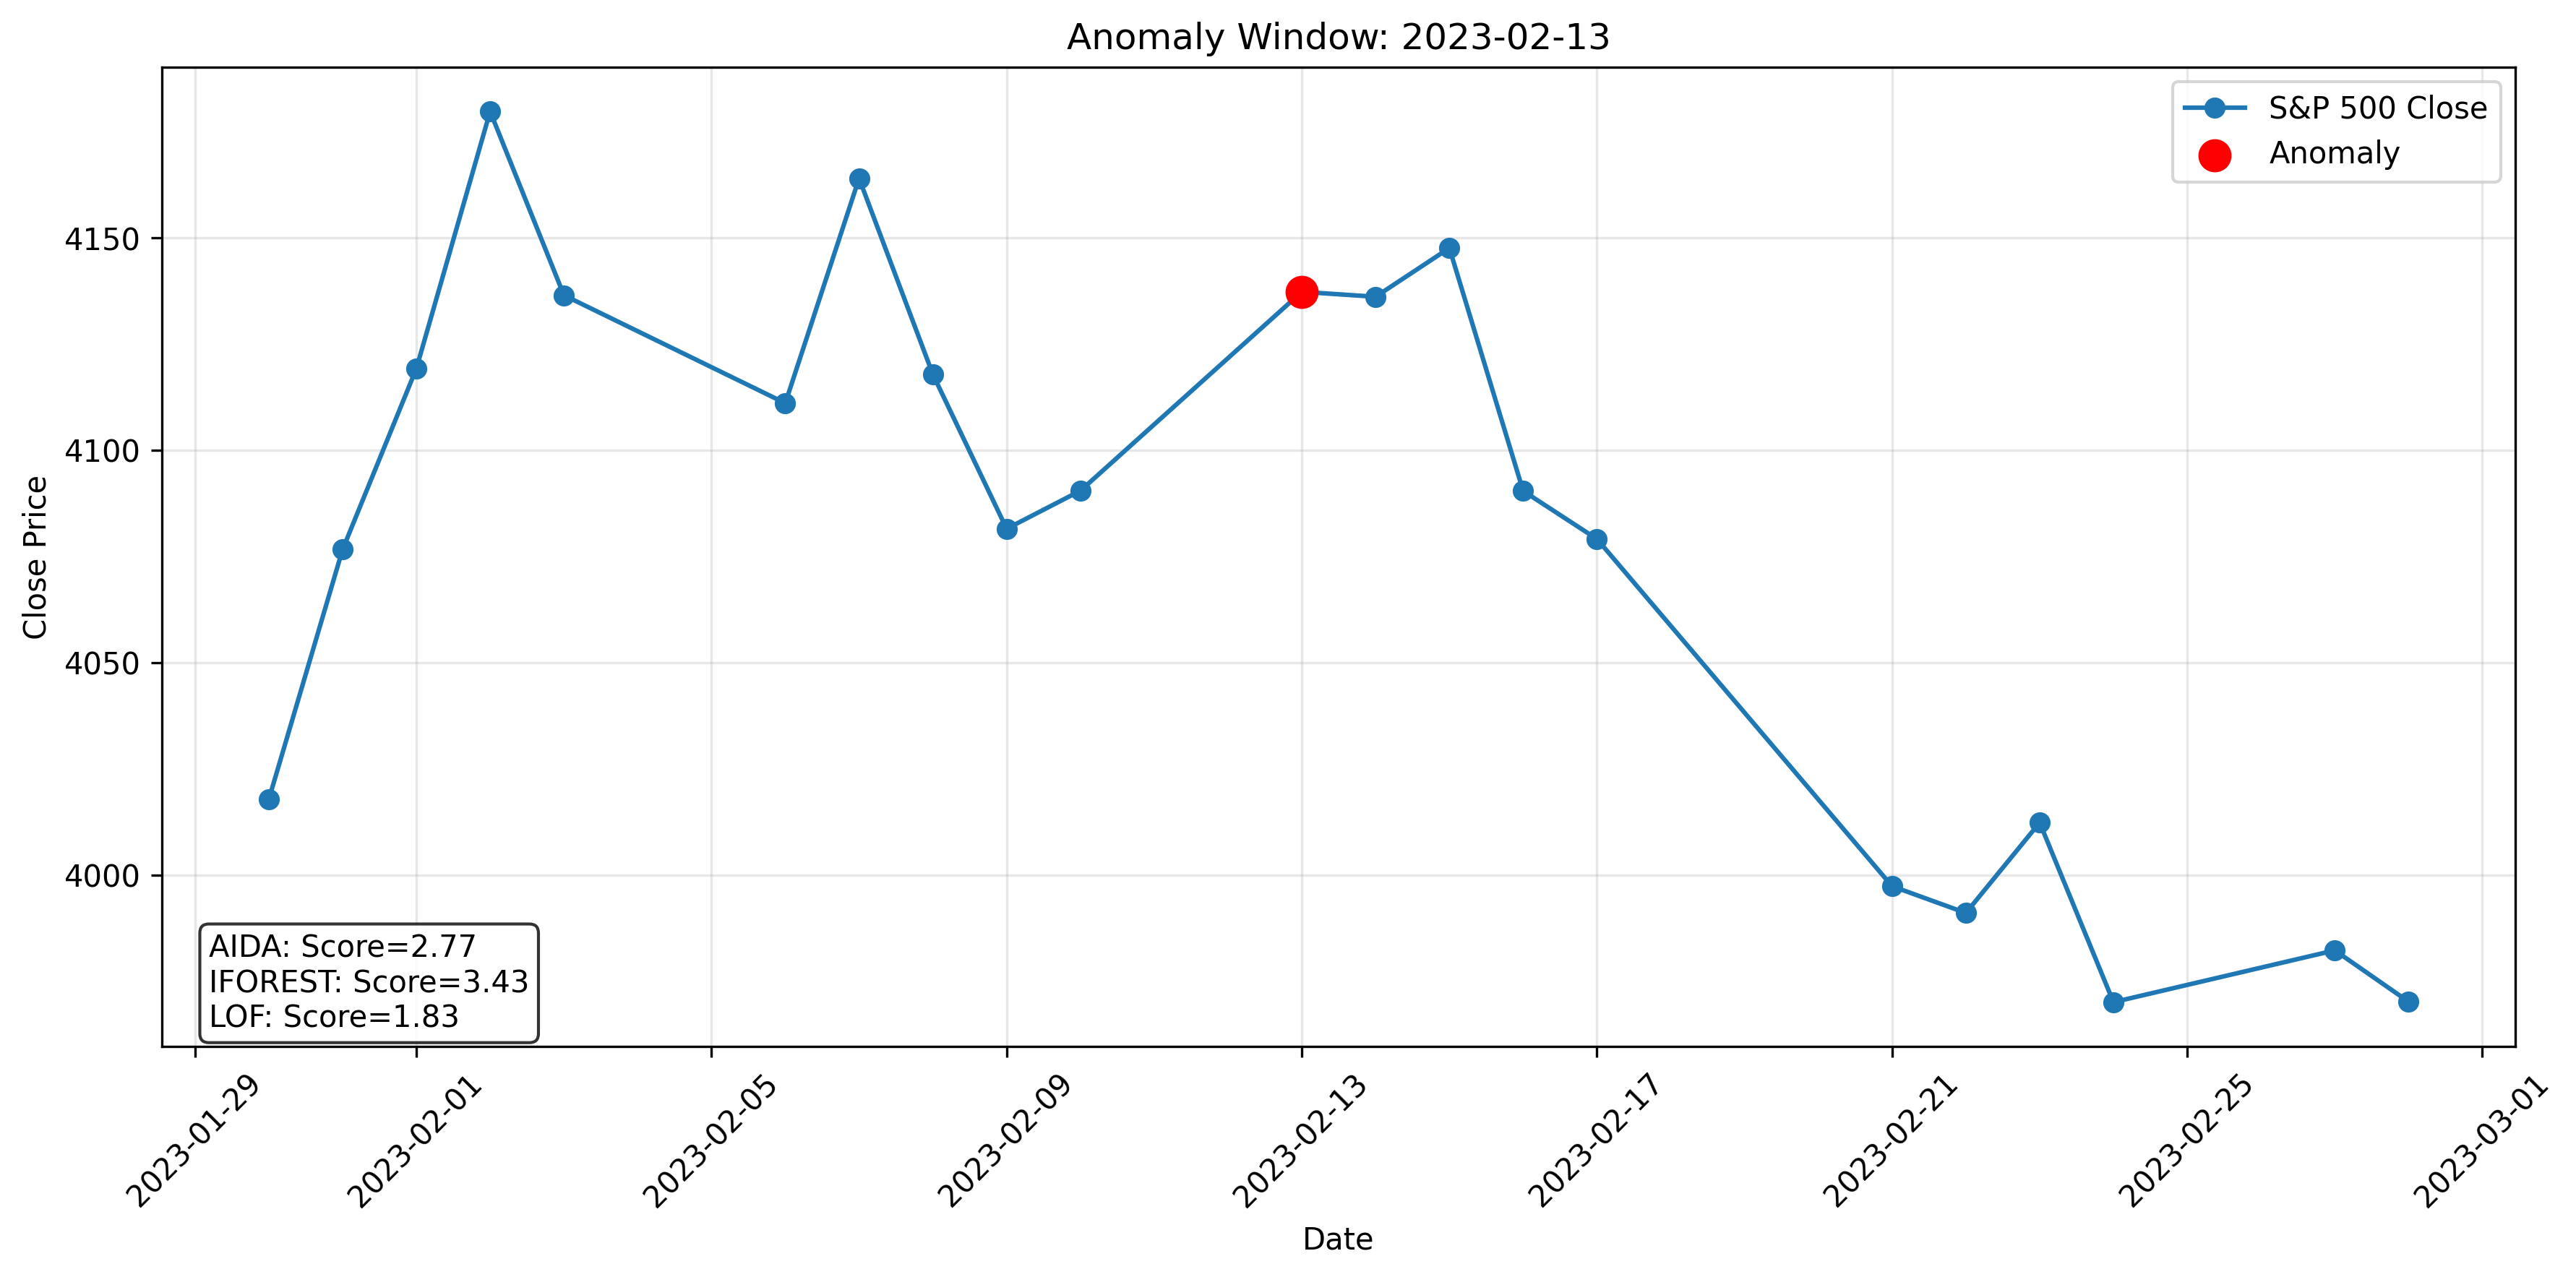 Anomaly Window: 2023-02-13
S&P 500 Close
Anomaly
4150
4100
4050
4000
Close Price
AIDA: Score=2.77
IFOREST: Score=3.43
LOF: Score=1.83
2023-01-29
2023-02-01
2023-02-05
2023-02-09
2023-02-13
2023-02-17
2023-02-21
2023-02-25
2023-03-01
Date